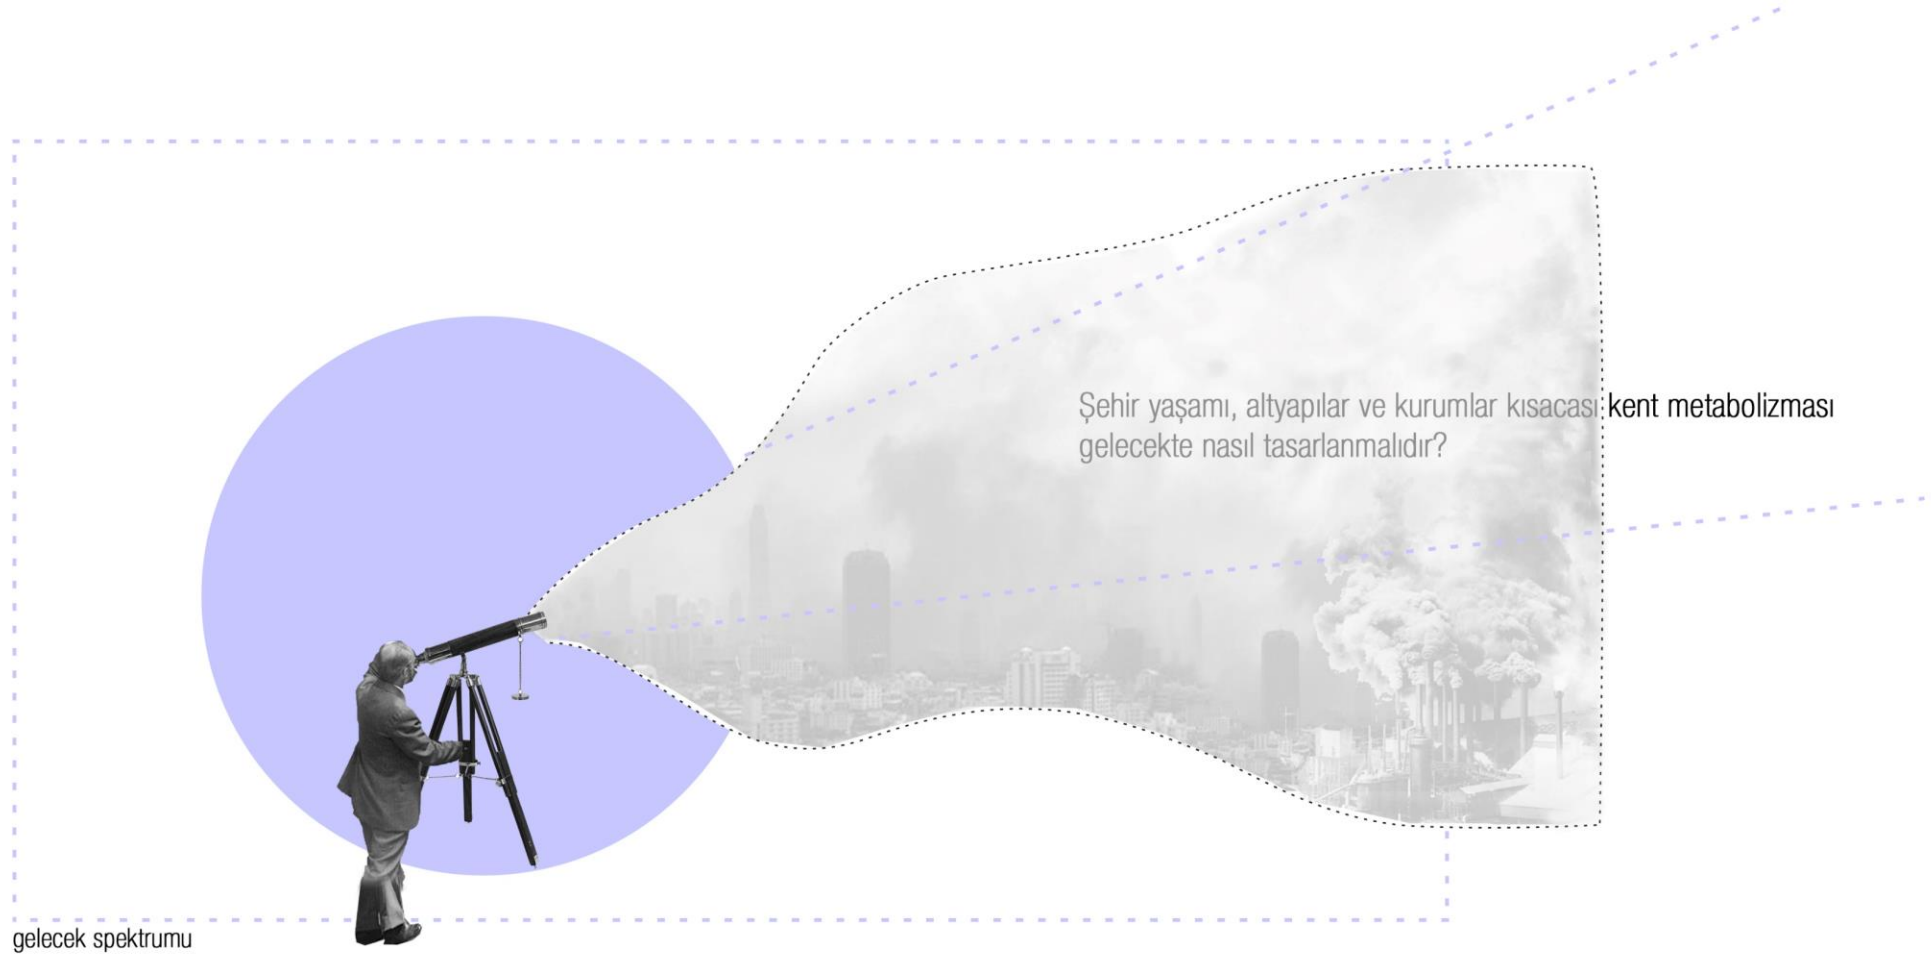 Şehir yaşamı, altyapılar ve kurumlar kısacası kent metabolizması
gelecekte nasıl tasarlanmalıdır?
gelecek spektrumu